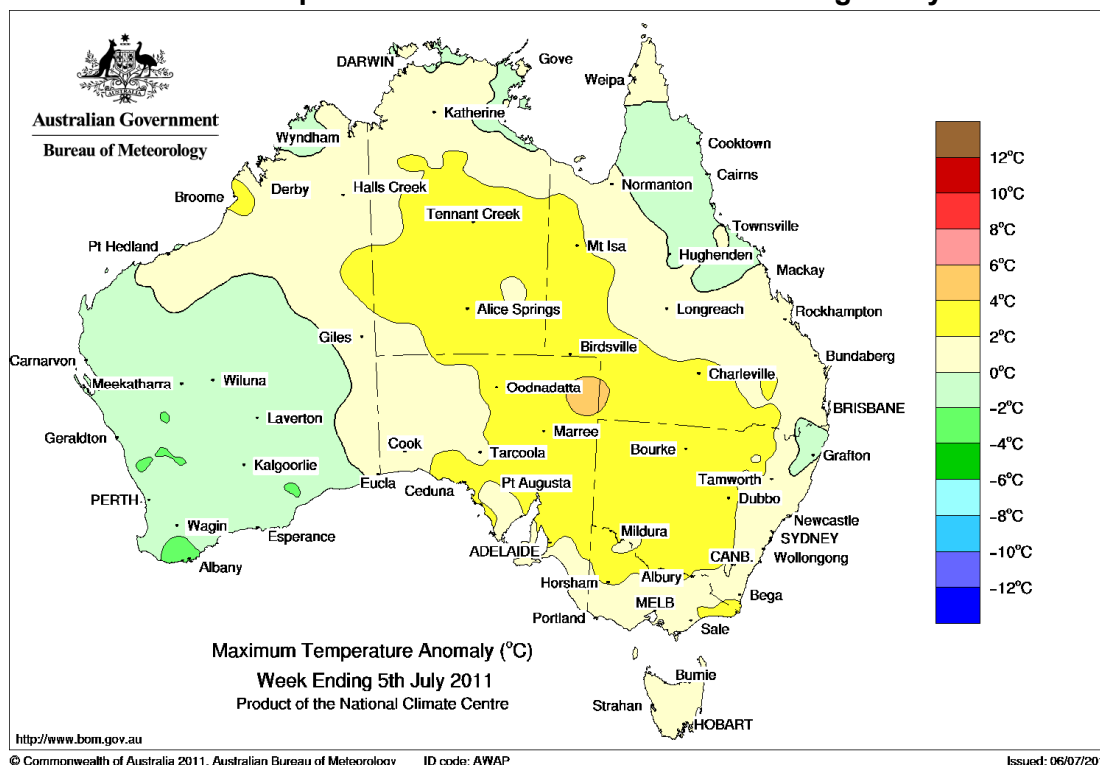 Australian Government
Bureau of Meteorology
DARWIN
Gove
Weipa
Katherine
Wyndham
Cooktown
Cairns
Broome
Derby
Halls Creek
Normanton
Tennant Creek
Townsville
Pt Hedland
Mt Isa
Hughenden
Mackay
Alice Springs
Longreach
Rockhampton
Giles
Birdsville
Bundaberg
Carnarvon
Meekatharra
Wiluna
Oodnadatta
Charleville
Laverton
BRISBANE
Geraldton
Cook
Marree
Tarcoola
Bourke
Grafton
Kalgoorlie
Eucla
Ceduna
Pt Augusta
Tamworth
PERTH
Dubbo
Wagin
Esperance
Mildura
Newcastle
SYDNEY
Wollongong
ADELAIDE
CANB.
Albany
Horsham
Albury
MELB
Bega
Portland
Sale
Burnie
Strahan
HOBART
12°C
10°C
8°C
6°C
4°C
2°C
0°C
−2°C
−4°C
−6°C
−8°C
−10°C
−12°C
Maximum Temperature Anomaly (°C)
Week Ending 5th July 2011
Product of the National Climate Centre
http://www.bom.gov.au
© Commonwealth of Australia 2011, Australian Bureau of Meteorology ID code: AWAP
Issued: 06/07/201